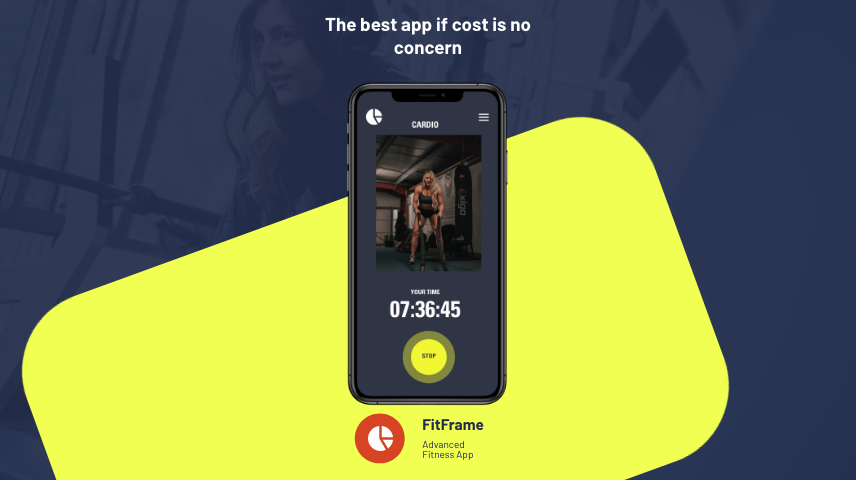 The best app if cost is no
concern
CARDIO
YOUR TIME
07:36:45
STOP
FitFrame
Advanced
Fitness App